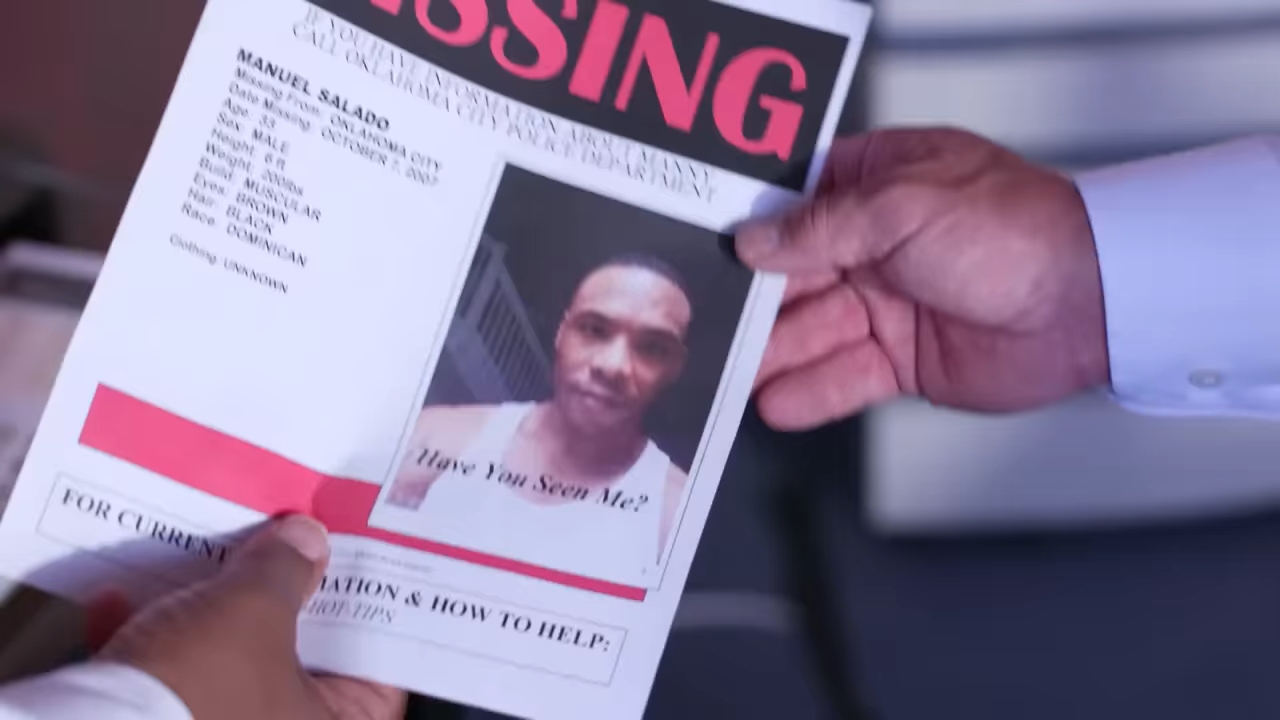 SSING
IF YOU HAVE INFORMATION ABOUT MANNY
CALL OKLAHOMA CITY POLICE DEPARTMENT
MANUEL SALADO
Missing From: OKLAHOMA CITY
Date Missing: OCTOBER 7, 2007
Age: 33
Sex: MALE
Height: 6 ft
Weight: 200lbs
Build: MUSCULAR
Eyes: BROWN
Hair: BLACK
Race: DOMINICAN
Clothing: UNKNOWN
Have You Seen Me?
FOR CURRENT MATION & HOW TO HELP:
HOT-TIPS